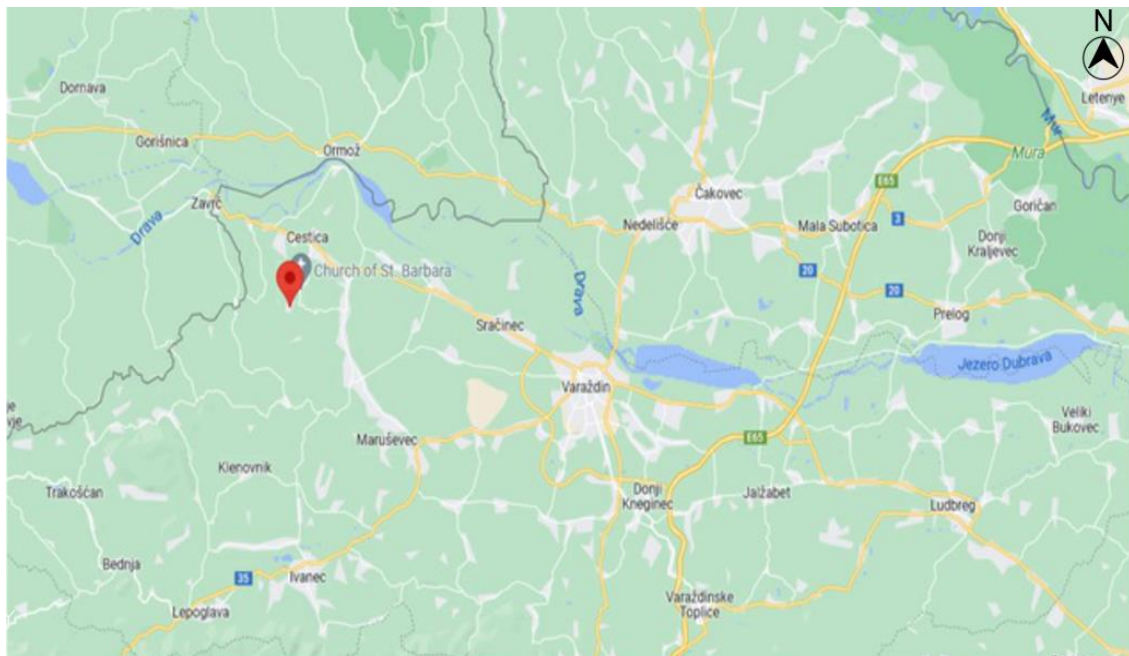 N
Dornava
Letenye
Mur
Gorišnica
Ormož
Mura
E65
Čakovec
Zavrč
Goričan
Drava
Nedelišće
Mala Subotica
3
Cestica
Donji
Kraljevec
Church of St. Barbara
20
Drava
20
Prelog
Sračinec
Jezero Dubrava
Varaždin
Veliki
Bukovec
E65
Maruševec
Klenovnik
Trakošćan
Donji
Kneginec
Jalžabet
Ludbreg
Bednja
35
Ivanec
Varaždinske
Toplice
Lepoglava